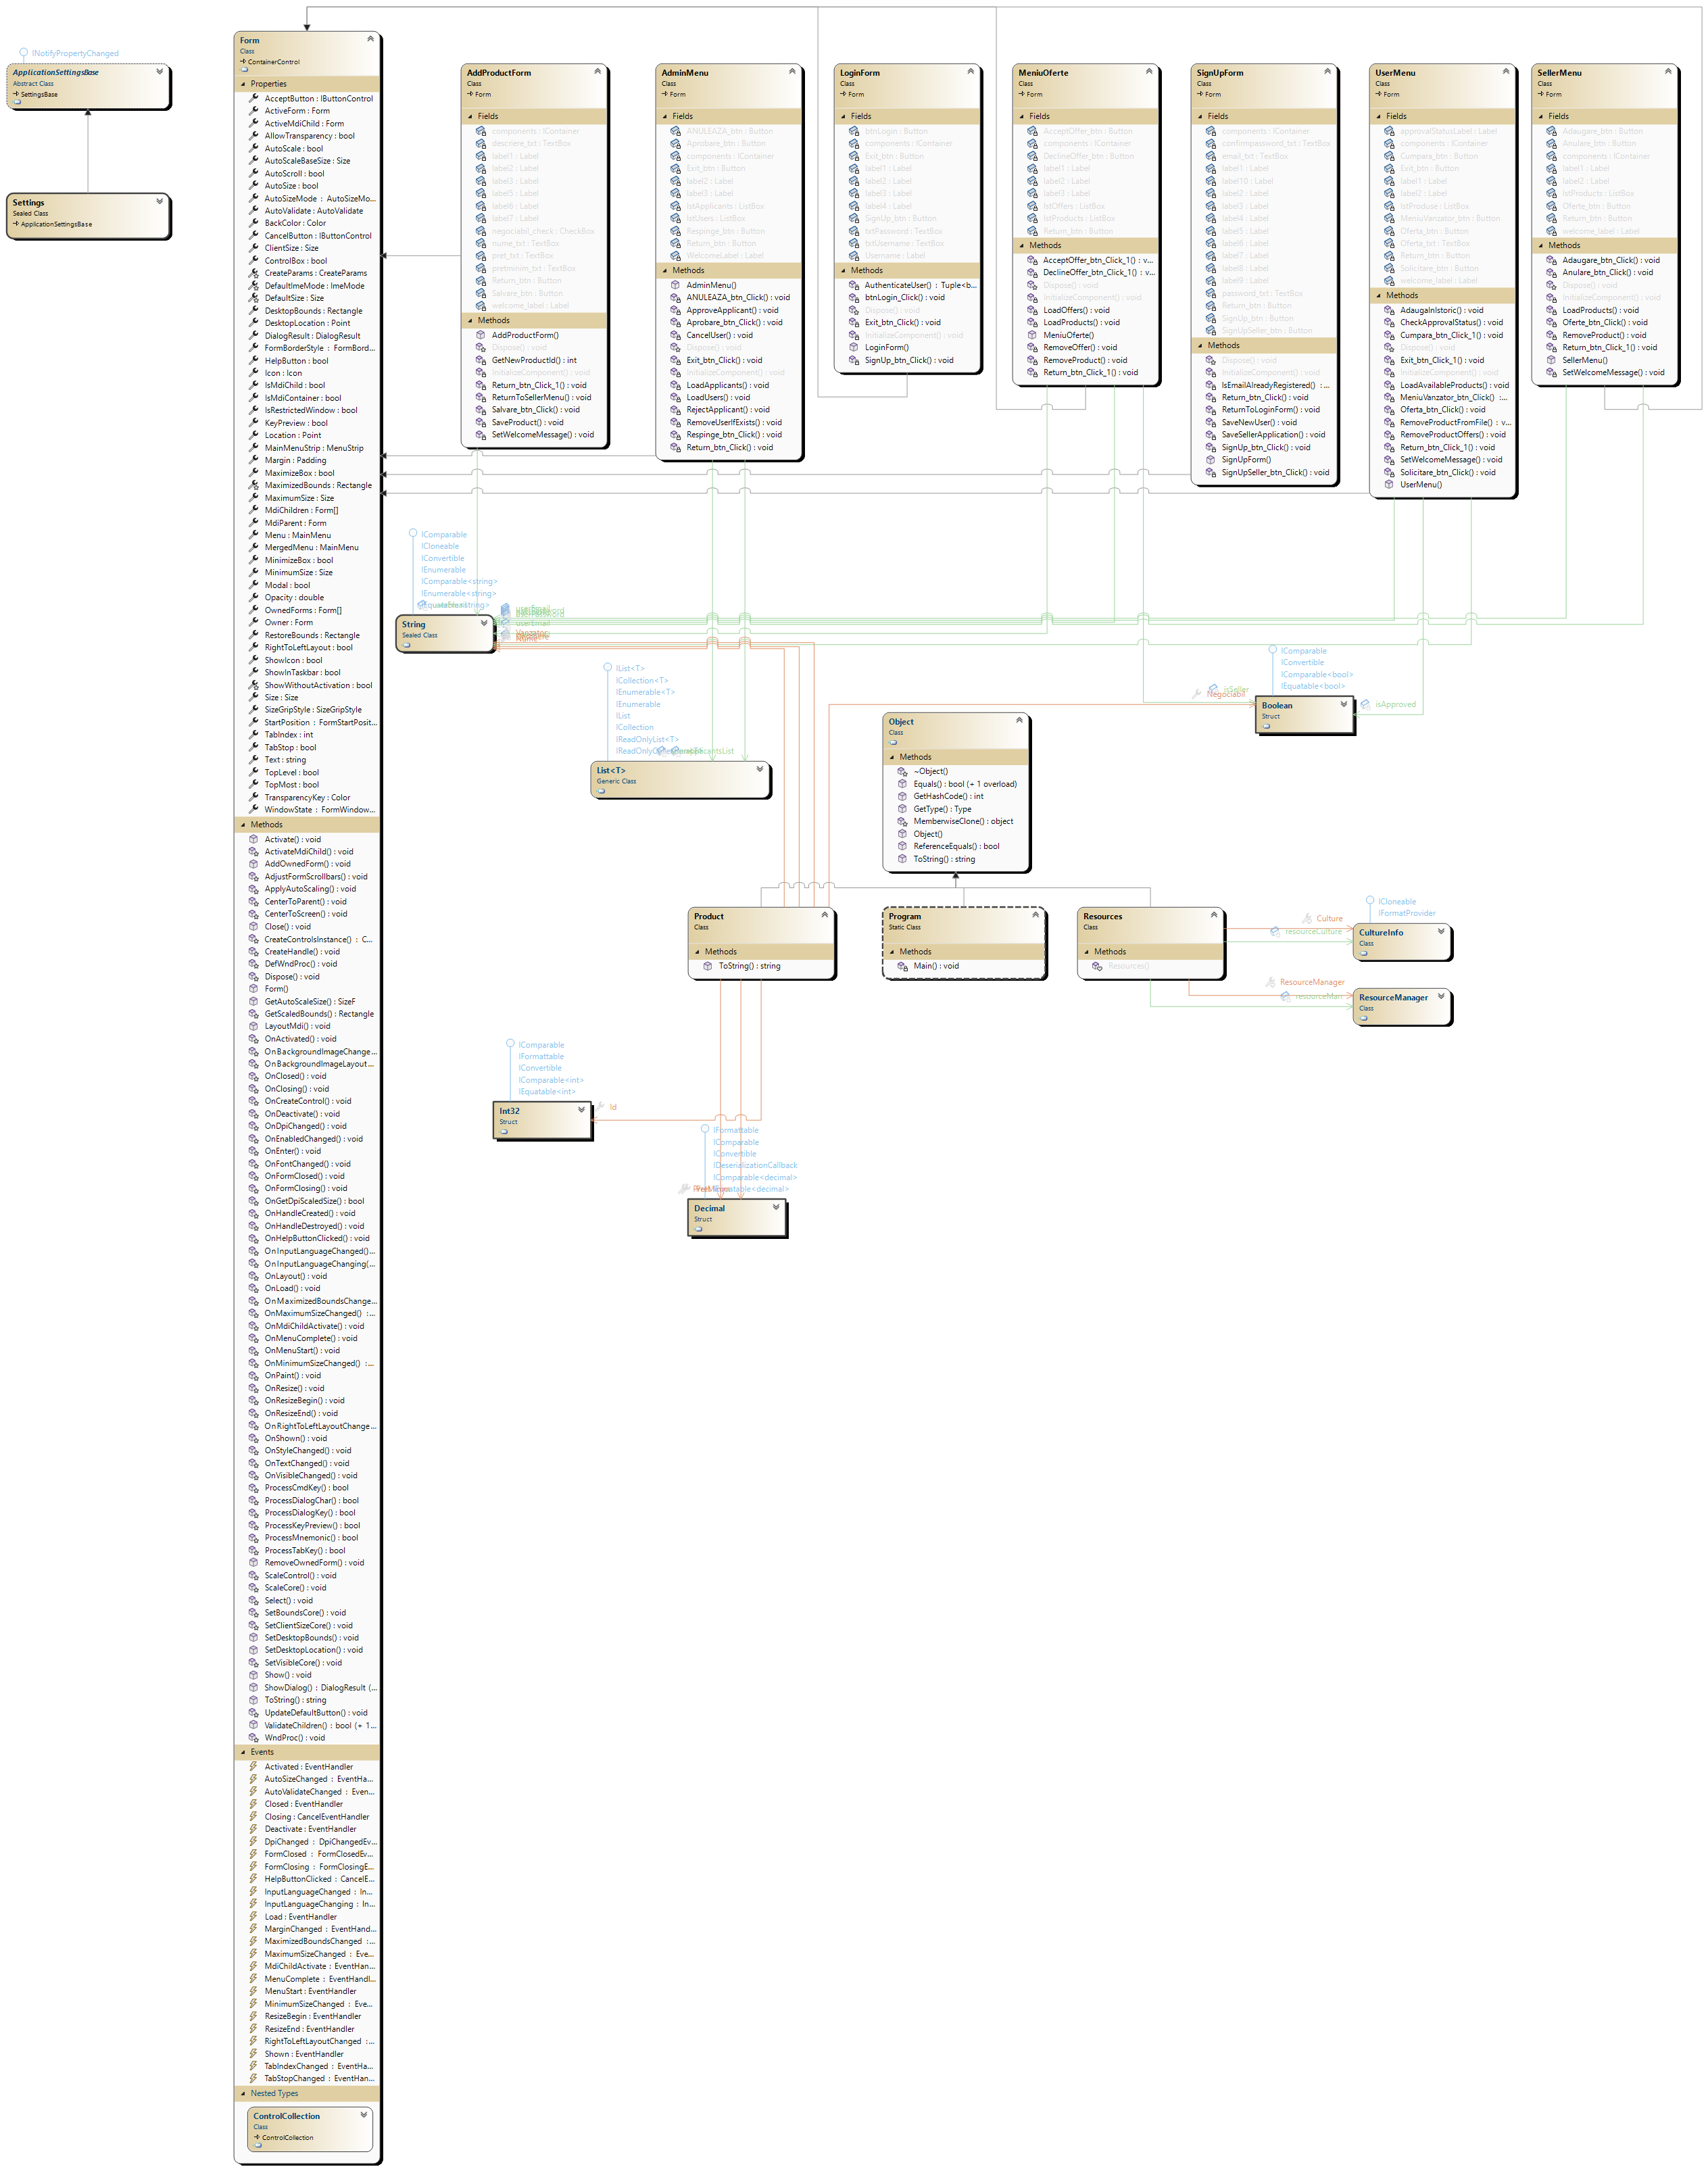 INotifyPropertyChanged
ApplicationSettingsBase
Abstract Class
SettingsBase
Settings
Sealed Class
ApplicationSettingsBase
Form
Class
ContainerControl
Properties
AcceptButton : IButtonControl
ActiveForm : Form
ActiveMdiChild : Form
AllowTransparency : bool
AutoScale : bool
AutoScaleBaseSize : Size
AutoScroll : bool
AutoSize : bool
AutoSizeMode : AutoSizeMo...
AutoValidate : AutoValidate
BackColor : Color
CancelButton : IButtonControl
ClientSize : Size
ControlBox : bool
CreateParams : CreateParams
DefaultImeMode : ImeMode
DefaultSize : Size
DesktopBounds : Rectangle
DesktopLocation : Point
DialogResult : DialogResult
FormBorderStyle : FormBord...
HelpButton : bool
Icon : Icon
IsMdiChild : bool
IsMdiContainer : bool
IsRestrictedWindow : bool
KeyPreview : bool
Location : Point
MainMenuStrip : MenuStrip
Margin : Padding
MaximizeBox : bool
MaximizedBounds : Rectangle
MaximumSize : Size
MdiChildren : Form[]
MdiParent : Form
Menu : MainMenu
MergedMenu : MainMenu
MinimizeBox : bool
MinimumSize : Size
Modal : bool
Opacity : double
OwnedForms : Form[]
Owner : Form
RestoreBounds : Rectangle
RightToLeftLayout : bool
ShowIcon : bool
ShowInTaskbar : bool
ShowWithoutActivation : bool
Size : Size
SizeGripStyle : SizeGripStyle
StartPosition : FormStartPosit...
TabIndex : int
TabStop : bool
Text : string
TopLevel : bool
TopMost : bool
TransparencyKey : Color
WindowState : FormWindow...
Methods
Activate() : void
ActivateMdiChild() : void
AddOwnedForm() : void
AdjustFormScrollbars() : void
ApplyAutoScaling() : void
CenterToParent() : void
CenterToScreen() : void
Close() : void
CreateControlsInstance() : C...
CreateHandle() : void
DefWndProc() : void
Dispose() : void
Form()
GetAutoScaleSize() : SizeF
GetScaledBounds() : Rectangle
LayoutMdi() : void
OnActivated() : void
OnBackgroundImageChange...
OnBackgroundImageLayout...
OnClosed() : void
OnClosing() : void
OnCreateControl() : void
OnDeactivate() : void
OnDpiChanged() : void
OnEnabledChanged() : void
OnEnter() : void
OnFontChanged() : void
OnFormClosed() : void
OnFormClosing() : void
OnGetDpiScaledSize() : bool
OnHandleCreated() : void
OnHandleDestroyed() : void
OnHelpButtonClicked() : void
OnInputLanguageChanged()...
OnInputLanguageChanging(...
OnLayout() : void
OnLoad() : void
OnMaximizedBoundsChange...
OnMaximumSizeChanged() :...
OnMdiChildActivate() : void
OnMenuComplete() : void
OnMenuStart() : void
OnMinimumSizeChanged() :...
OnPaint() : void
OnResize() : void
OnResizeBegin() : void
OnResizeEnd() : void
OnRightToLeftLayoutChange...
OnShown() : void
OnStyleChanged() : void
OnTextChanged() : void
OnVisibleChanged() : void
ProcessCmdKey() : bool
ProcessDialogChar() : bool
ProcessDialogKey() : bool
ProcessKeyPreview() : bool
ProcessMnemonic() : bool
ProcessTabKey() : bool
RemoveOwnedForm() : void
ScaleControl() : void
ScaleCore() : void
Select() : void
SetBoundsCore() : void
SetClientSizeCore() : void
SetDesktopBounds() : void
SetDesktopLocation() : void
SetVisibleCore() : void
Show() : void
ShowDialog() : DialogResult (...
ToString() : string
UpdateDefaultButton() : void
ValidateChildren() : bool (+ 1...
WndProc() : void
Events
Activated : EventHandler
AutoSizeChanged : EventHa...
AutoValidateChanged : Even...
Closed : EventHandler
Closing : CancelEventHandler
Deactivate : EventHandler
DpiChanged : DpiChangedEv...
FormClosed : FormClosedEv...
FormClosing : FormClosingE...
HelpButtonClicked : CancelE...
InputLanguageChanged : In...
InputLanguageChanging : In...
Load : EventHandler
MarginChanged : EventHand...
MaximizedBoundsChanged :...
MaximumSizeChanged : Eve...
MdiChildActivate : EventHan...
MenuComplete : EventHandl...
MenuStart : EventHandler
MinimumSizeChanged : Eve...
ResizeBegin : EventHandler
ResizeEnd : EventHandler
RightToLeftLayoutChanged :...
Shown : EventHandler
TabIndexChanged : EventHa...
TabStopChanged : EventHan...
Nested Types
ControlCollection
Class
ControlCollection
AddProductForm
Class
Form
Fields
components : IContainer
descriere_txt : TextBox
label1 : Label
label2 : Label
label3 : Label
label5 : Label
label6 : Label
label7 : Label
negociabil_check : CheckBox
nume_txt : TextBox
pret_txt : TextBox
pretminim_txt : TextBox
Return_btn : Button
Salvare_btn : Button
welcome_label : Label
Methods
AddProductForm()
Dispose() : void
GetNewProductId() : int
InitializeComponent() : void
Return_btn_Click_1() : void
ReturnToSellerMenu() : void
Salvare_btn_Click() : void
SaveProduct() : void
SetWelcomeMessage() : void
AdminMenu
Class
Form
Fields
ANULEAZA_btn : Button
Aprobare_btn : Button
components : IContainer
Exit_btn : Button
label2 : Label
label3 : Label
lstApplicants : ListBox
lstUsers : ListBox
Respinge_btn : Button
Return_btn : Button
WelcomeLabel : Label
Methods
AdminMenu()
ANULEAZA_btn_Click() : void
ApproveApplicant() : void
Aprobare_btn_Click() : void
CancelUser() : void
Dispose() : void
Exit_btn_Click() : void
InitializeComponent() : void
LoadApplicants() : void
LoadUsers() : void
RejectApplicant() : void
RemoveUserIfExists() : void
Respinge_btn_Click() : void
Return_btn_Click() : void
LoginForm
Class
Form
Fields
btnLogin : Button
components : IContainer
Exit_btn : Button
label1 : Label
label2 : Label
label3 : Label
label4 : Label
SignUp_btn : Button
txtPassword : TextBox
txtUsername : TextBox
Username : Label
Methods
AuthenticateUser() : Tuple<b...
btnLogin_Click() : void
Dispose() : void
Exit_btn_Click() : void
InitializeComponent() : void
LoginForm()
SignUp_btn_Click() : void
MeniuOferte
Class
Form
Fields
AcceptOffer_btn : Button
components : IContainer
DeclineOffer_btn : Button
label1 : Label
label2 : Label
label3 : Label
lstOffers : ListBox
lstProducts : ListBox
Return_btn : Button
Methods
AcceptOffer_btn_Click_1() : v...
DeclineOffer_btn_Click_1() : v...
Dispose() : void
InitializeComponent() : void
LoadOffers() : void
LoadProducts() : void
MeniuOferte()
RemoveOffer() : void
RemoveProduct() : void
Return_btn_Click_1() : void
SignUpForm
Class
Form
Fields
components : IContainer
confirmpassword_txt : TextBox
email_txt : TextBox
label1 : Label
label10 : Label
label2 : Label
label3 : Label
label4 : Label
label5 : Label
label6 : Label
label7 : Label
label8 : Label
label9 : Label
password_txt : TextBox
Return_btn : Button
SignUp_btn : Button
SignUpSeller_btn : Button
Methods
Dispose() : void
InitializeComponent() : void
IsEmailAlreadyRegistered() : ...
Return_btn_Click() : void
ReturnToLoginForm() : void
SaveNewUser() : void
SaveSellerApplication() : void
SignUp_btn_Click() : void
SignUpForm()
SignUpSeller_btn_Click() : void
UserMenu
Class
Form
Fields
approvalStatusLabel : Label
components : IContainer
Cumpara_btn : Button
Exit_btn : Button
label1 : Label
label2 : Label
lstProduse : ListBox
MeniuVanzator_btn : Button
Oferta_btn : Button
Oferta_txt : TextBox
Return_btn : Button
Solicitare_btn : Button
welcome_label : Label
Methods
AdaugaInIstoric() : void
CheckApprovalStatus() : void
Cumpara_btn_Click_1() : void
Dispose() : void
Exit_btn_Click_1() : void
InitializeComponent() : void
LoadAvailableProducts() : void
MeniuVanzator_btn_Click() :...
Oferta_btn_Click() : void
RemoveProductFromFile() : v...
RemoveProductOffers() : void
Return_btn_Click_1() : void
SetWelcomeMessage() : void
Solicitare_btn_Click() : void
UserMenu()
SellerMenu
Class
Form
Fields
Adaugare_btn : Button
Anulare_btn : Button
components : IContainer
label1 : Label
label2 : Label
lstProducts : ListBox
Oferte_btn : Button
Return_btn : Button
welcome_label : Label
Methods
Adaugare_btn_Click() : void
Anulare_btn_Click() : void
Dispose() : void
InitializeComponent() : void
LoadProducts() : void
Oferte_btn_Click() : void
RemoveProduct() : void
Return_btn_Click_1() : void
SellerMenu()
SetWelcomeMessage() : void
IComparable
ICloneable
IConvertible
IEnumerable
IComparable<string>
IEnumerable<string>
String
Sealed Class
userEmail
IList<T>
ICollection<T>
IEnumerable<T>
IEnumerable
IList
ICollection
IReadOnlyList<T>
List<T>
Generic Class
IComparable
IConvertible
IComparable<bool>
IEquatable<bool>
isSeller
Negociabil
Boolean
Struct
isApproved
Object
Class
Methods
~Object()
Equals() : bool (+ 1 overload)
GetHashCode() : int
GetType() : Type
MemberwiseClone() : object
Object()
ReferenceEquals() : bool
ToString() : string
Product
Class
Methods
ToString() : string
Program
Static Class
Methods
Main() : void
Resources
Class
Methods
Resources()
Culture
resourceCulture
ICloneable
IFormatProvider
CultureInfo
Class
ResourceManager
resourceMan
ResourceManager
Class
IComparable
IFormattable
IConvertible
IComparable<int>
IEquatable<int>
Int32
Struct
Id
IFormattable
IComparable
IConvertible
IDeserializationCallback
IComparable<decimal>
Decimal
Struct